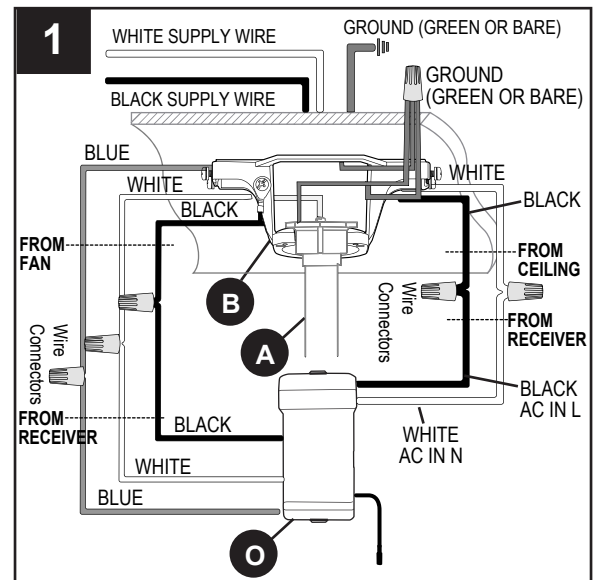 1
WHITE SUPPLY WIRE
GROUND (GREEN OR BARE)
BLACK SUPPLY WIRE
GROUND
(GREEN OR BARE)
BLUE
WHITE
WHITE
BLACK
BLACK
FROM
FAN
FROM
CEILING
B
Wire
Connectors
Wire
Connectors
A
FROM
RECEIVER
FROM
RECEIVER
BLACK
AC IN L
BLACK
WHITE
AC IN N
WHITE
BLUE
O